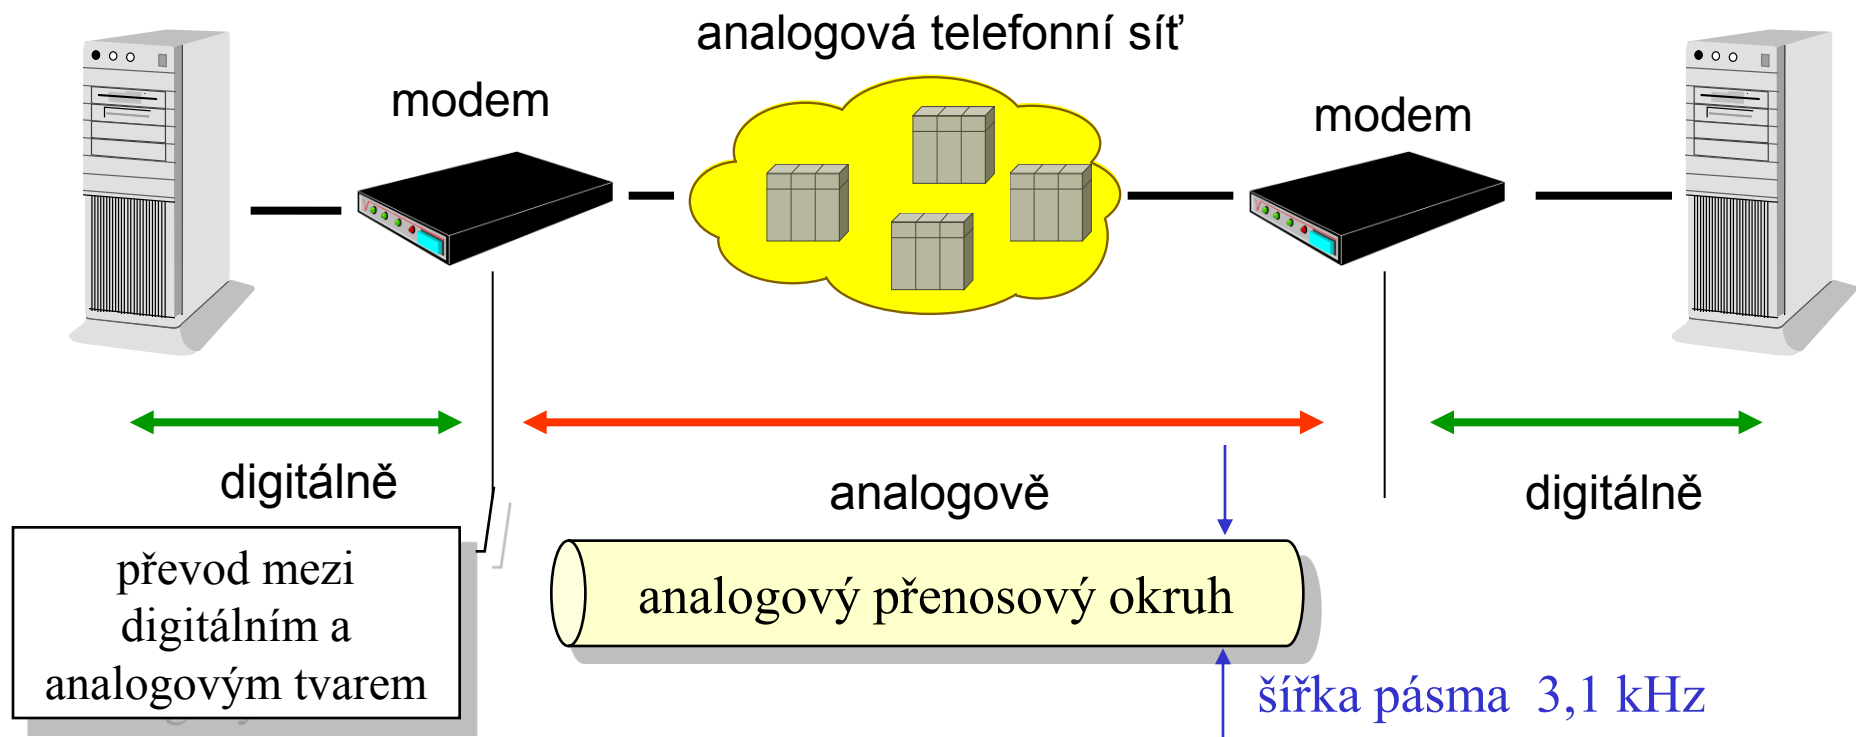 analogová telefonní síť
modem
modem
digitálně
analogově
digitálně
převod mezi
digitálním a
analogovým tvarem
analogový přenosový okruh
šířka pásma 3,1 kHz